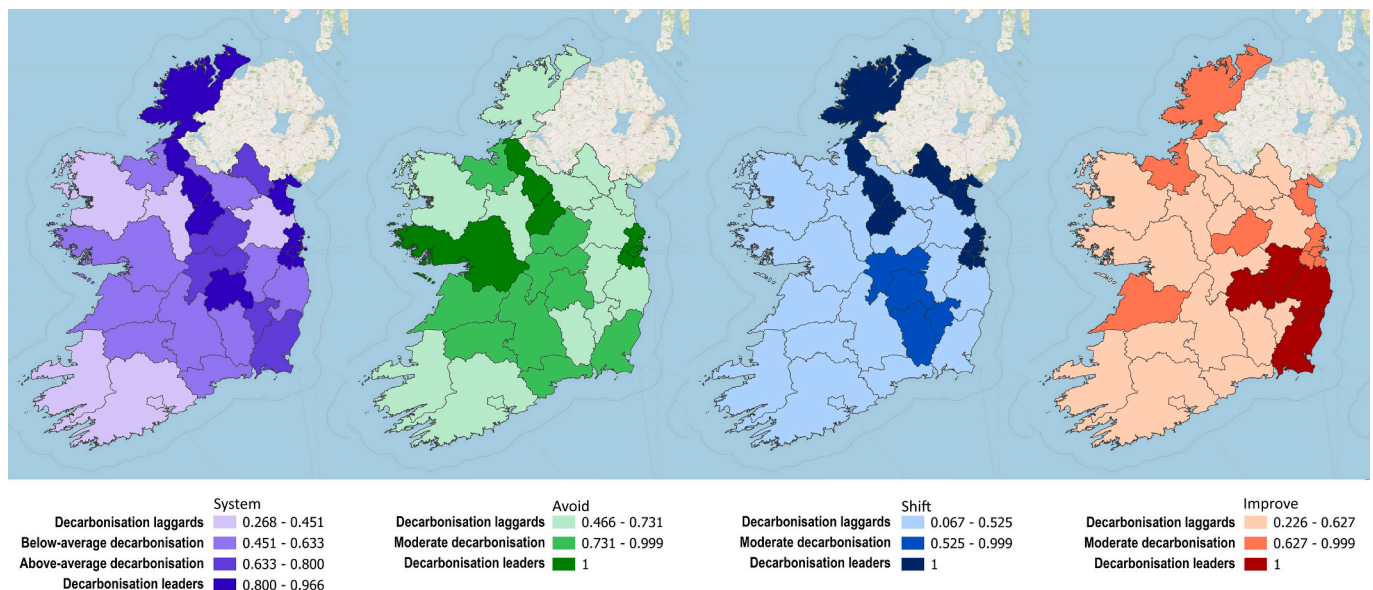 System
Decarbonisation laggards 0.268 - 0.451
Below-average decarbonisation 0.451 - 0.633
Above-average decarbonisation 0.633 - 0.800
Decarbonisation leaders 0.800 - 0.966
Avoid
Decarbonisation laggards 0.466 - 0.731
Moderate decarbonisation 0.731 - 0.999
Decarbonisation leaders 1
Shift
Decarbonisation laggards 0.067 - 0.525
Moderate decarbonisation 0.525 - 0.999
Decarbonisation leaders 1
Improve
Decarbonisation laggards 0.226 - 0.627
Moderate decarbonisation 0.627 - 0.999
Decarbonisation leaders 1